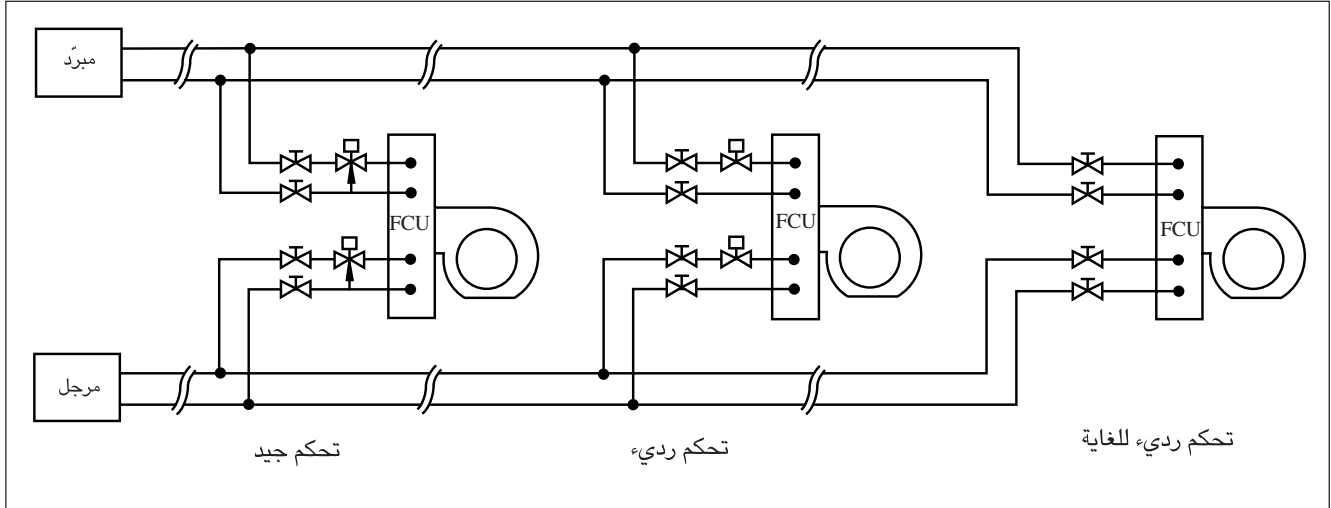 مبرّد
FCU
FCU
FCU
مرجل
تحكم جيد
تحكم رديء
تحكم رديء للغاية